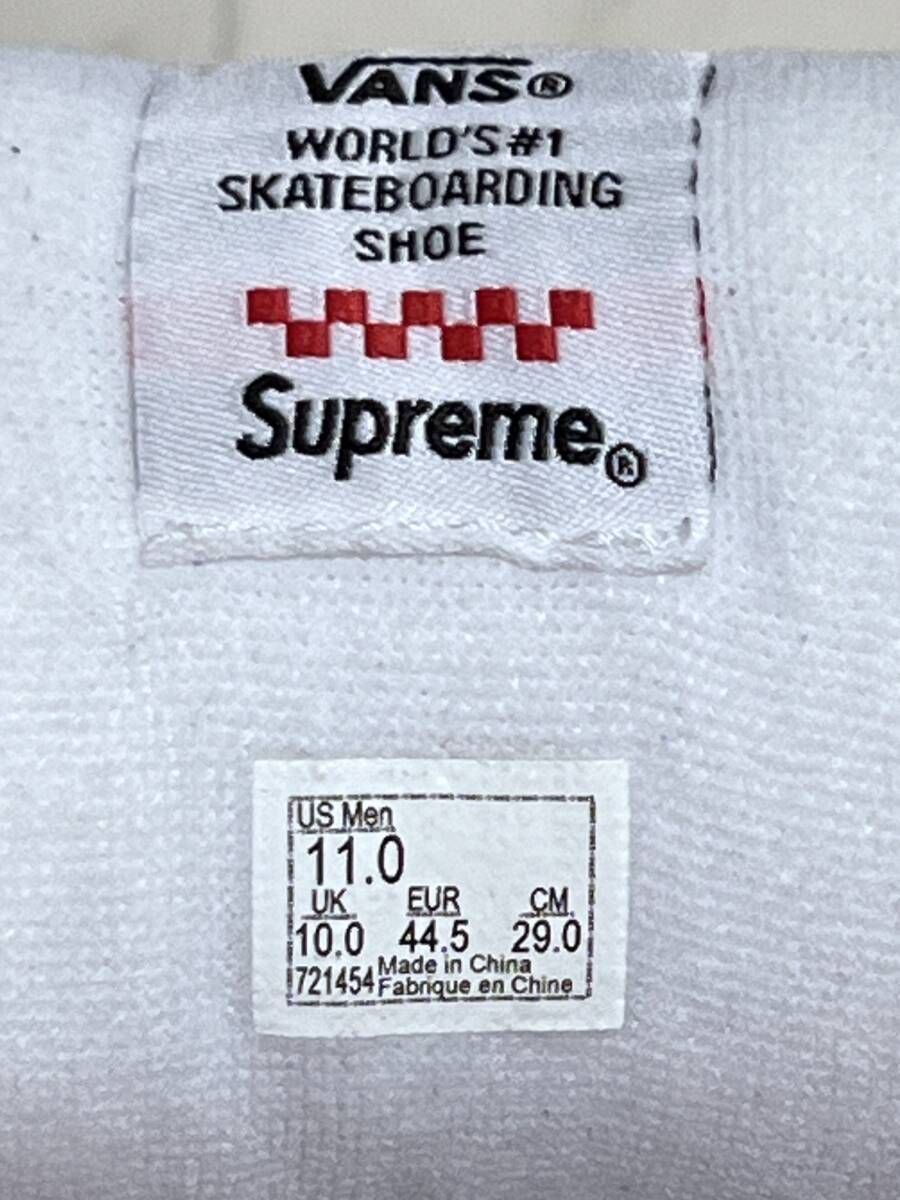 VANS®
WORLD'S #1
SKATEBOARDING
SHOE
Supreme®
US Men
11.0
UK EUR CM
10.0 44.5 29.0
721454 Made in China
Fabrique en Chine